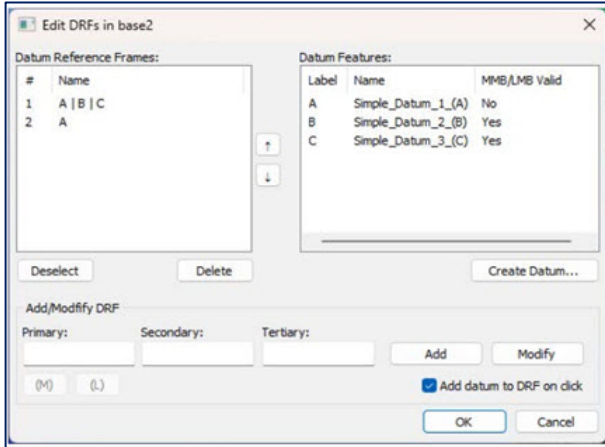 Edit DRFs in base2
Datum Reference Frames:
Datum Features:
# Name
Label Name MMB/LMB Valid
1 A | B | C
A Simple_Datum_1_(A) No
2 A
B Simple_Datum_2_(B) Yes
C Simple_Datum_3_(C) Yes
↑
↓
Deselect Delete Create Datum...
Add/Modfify DRF
Primary: Secondary: Tertiary:
Add Modify
(M) (L) Add datum to DRF on click
OK Cancel